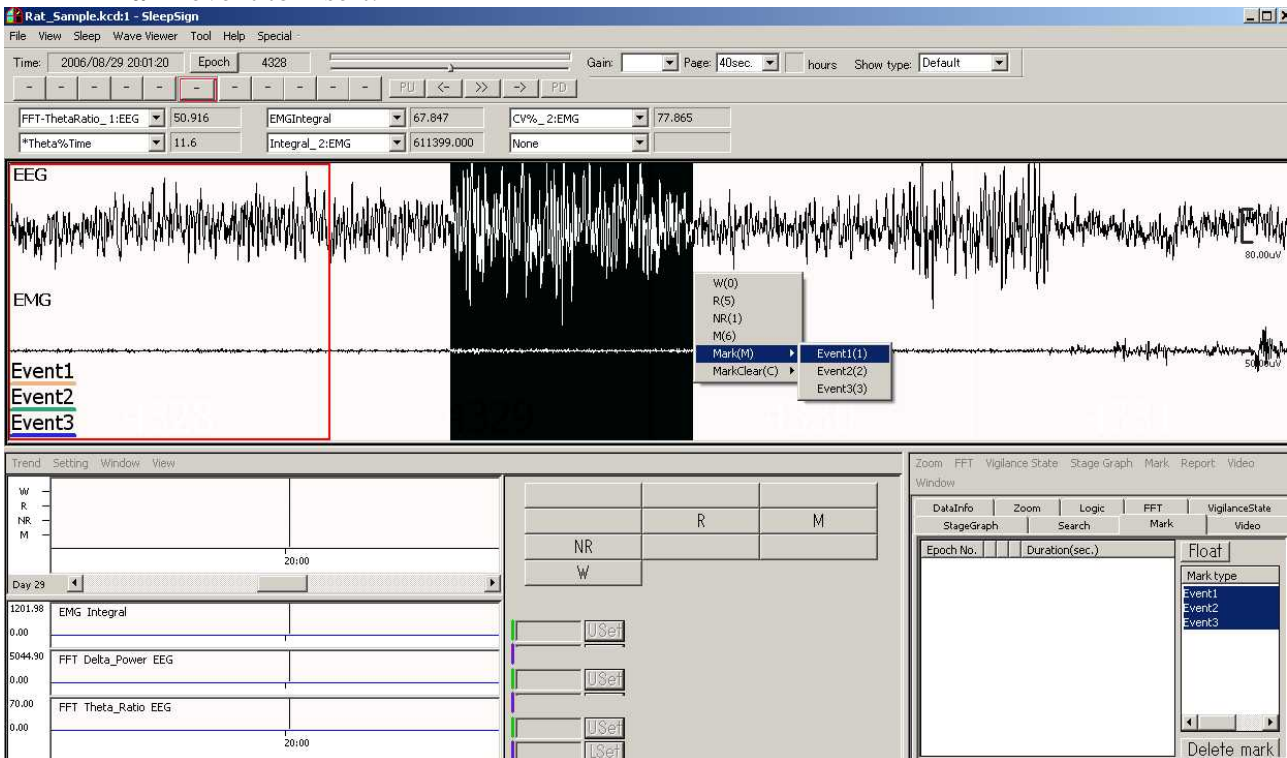 Rat_Sample.kcd:1 - SleepSign
File View Sleep Wave Viewer Tool Help Special -
Time: 2006/08/29 20:01:20 Epoch 4328 Gain: Page: 40sec. hours Show type: Default
- - - - - - - - - - - PU <- >> -> PD
FFT-ThetaRatio_1:EEG 50.916 EMGIntegral 67.847 CV%_2:EMG 77.865
*Theta%Time 11.6 Integral_2:EMG 611399.000 None
EEG
80.00uV
W(0)
EMG
R(5)
NR(1)
M(6)
Mark(M) Event1(1)
MarkClear(C) Event2(2)
Event3(3)
Event1
Event2
Event3
Trend Setting Window View
W
R
NR
M
20:00
Day 29
1201.98 EMG Integral
0.00
5044.90 FFT Delta_Power EEG
0.00
70.00 FFT Theta_Ratio EEG
0.00
20:00
R M
NR
W
USet
USet
USet
LSet
Zoom FFT Vigilance State Stage Graph Mark Report Video
Window
DataInfo Zoom Logic FFT VigilanceState
StageGraph Search Mark Video
Epoch No. Duration(sec.) Float
Mark type
Event1
Event2
Event3
Delete mark